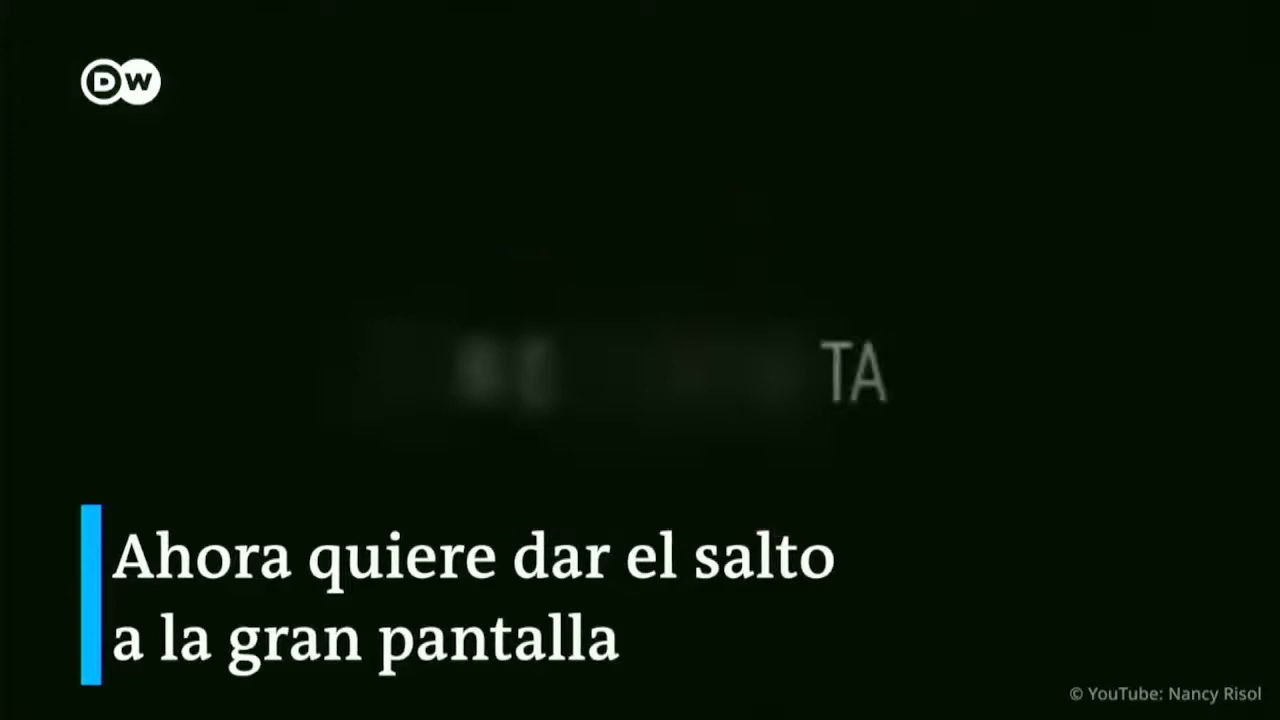 DW
TA
Ahora quiere dar el salto
a la gran pantalla
© YouTube: Nancy Risol